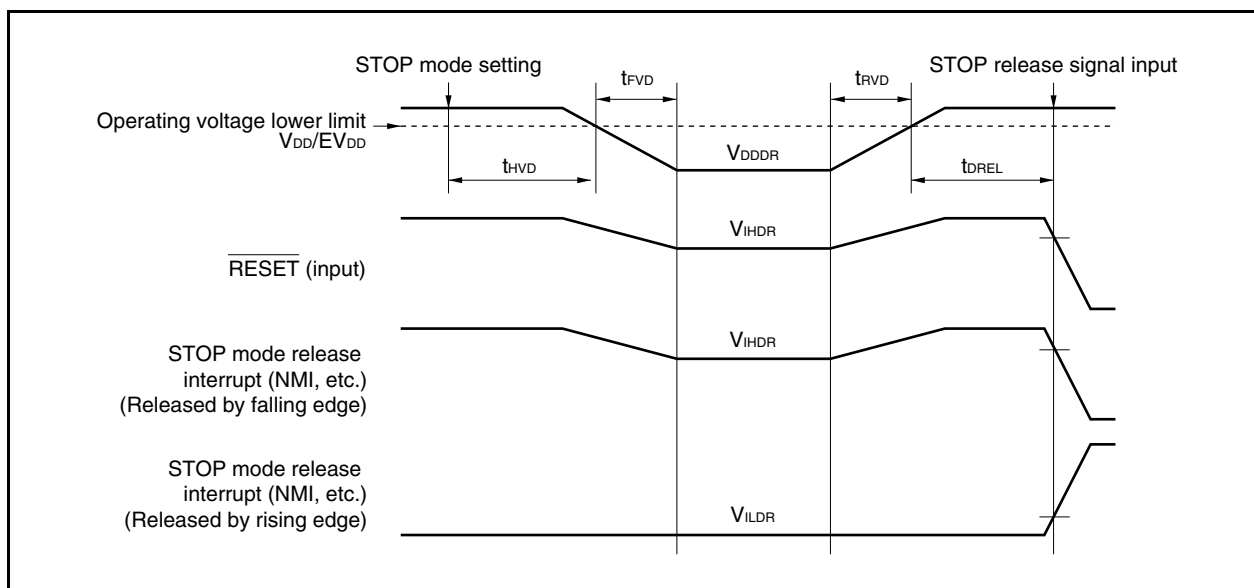 STOP mode setting
tFVD
tRVD
STOP release signal input
Operating voltage lower limit
VDD/EVDD
VDDDR
tHVD
tDREL
VIHDR
RESET (input)
VIHDR
STOP mode release
interrupt (NMI, etc.)
(Released by falling edge)
STOP mode release
interrupt (NMI, etc.)
(Released by rising edge)
VILDR